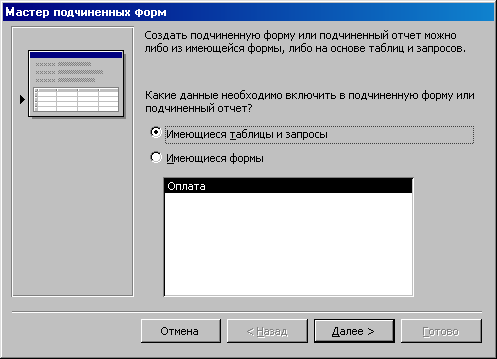 Мастер подчиненных форм
Создать подчиненную форму или подчиненный отчет можно
либо из имеющейся формы, либо на основе таблиц и запросов.
Какие данные необходимо включить в подчиненную форму или
подчиненный отчет?
Имеющиеся таблицы и запросы
Имеющиеся формы
Оплата
Отмена
< Назад
Далее >
Готово